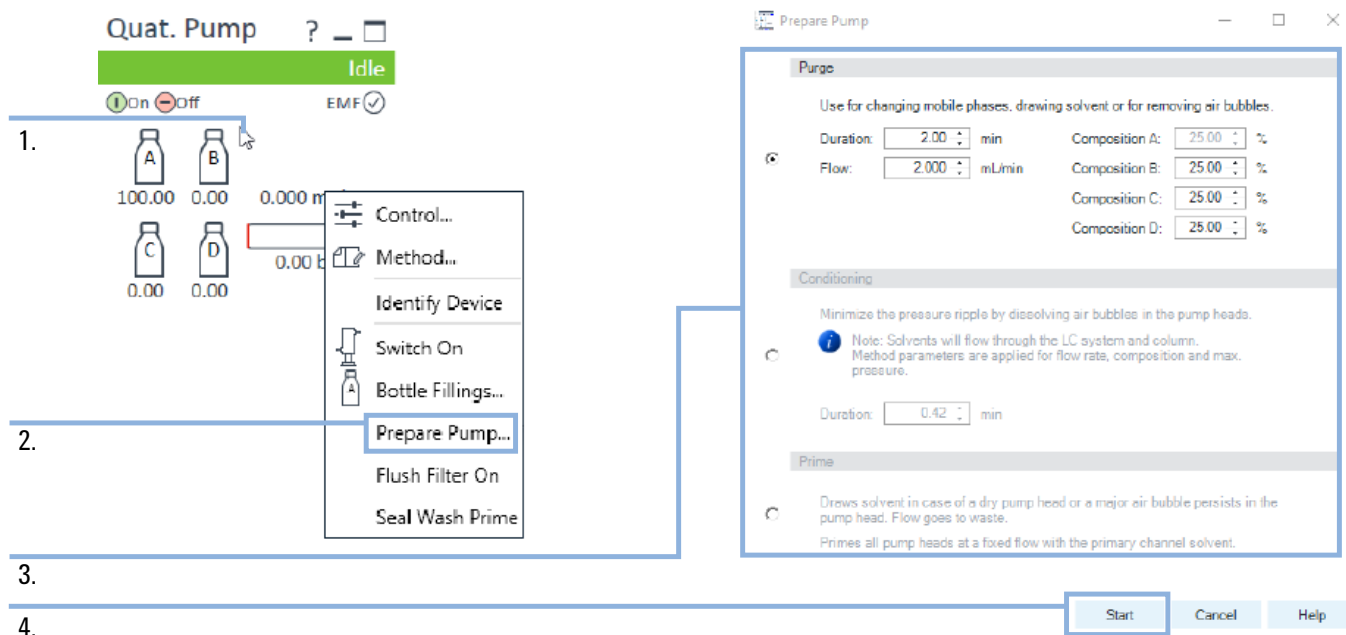 Quat. Pump ?
Idle
On Off EMF
1.
A B
100.00 0.00 0.000 m
C D
0.00 b
0.00 0.00
Control...
Method...
Identify Device
Switch On
A Bottle Fillings...
2.
Prepare Pump...
Flush Filter On
Seal Wash Prime
3.
4.
Prepare Pump
Purge
Use for changing mobile phases, drawing solvent or for removing air bubbles.
Duration: 2.00 min Composition A: 25.00 %
Flow: 2.000 mL/min Composition B: 25.00 %
Composition C: 25.00 %
Composition D: 25.00 %
Conditioning
Minimize the pressure ripple by dissolving air bubbles in the pump heads.
i Note: Solvents will flow through the LC system and column.
Method parameters are applied for flow rate, composition and max.
pressure.
Duration: 0.42 min
Prime
Draws solvent in case of a dry pump head or a major air bubble persists in the
pump head. Flow goes to waste.
Primes all pump heads at a fixed flow with the primary channel solvent.
Start Cancel Help